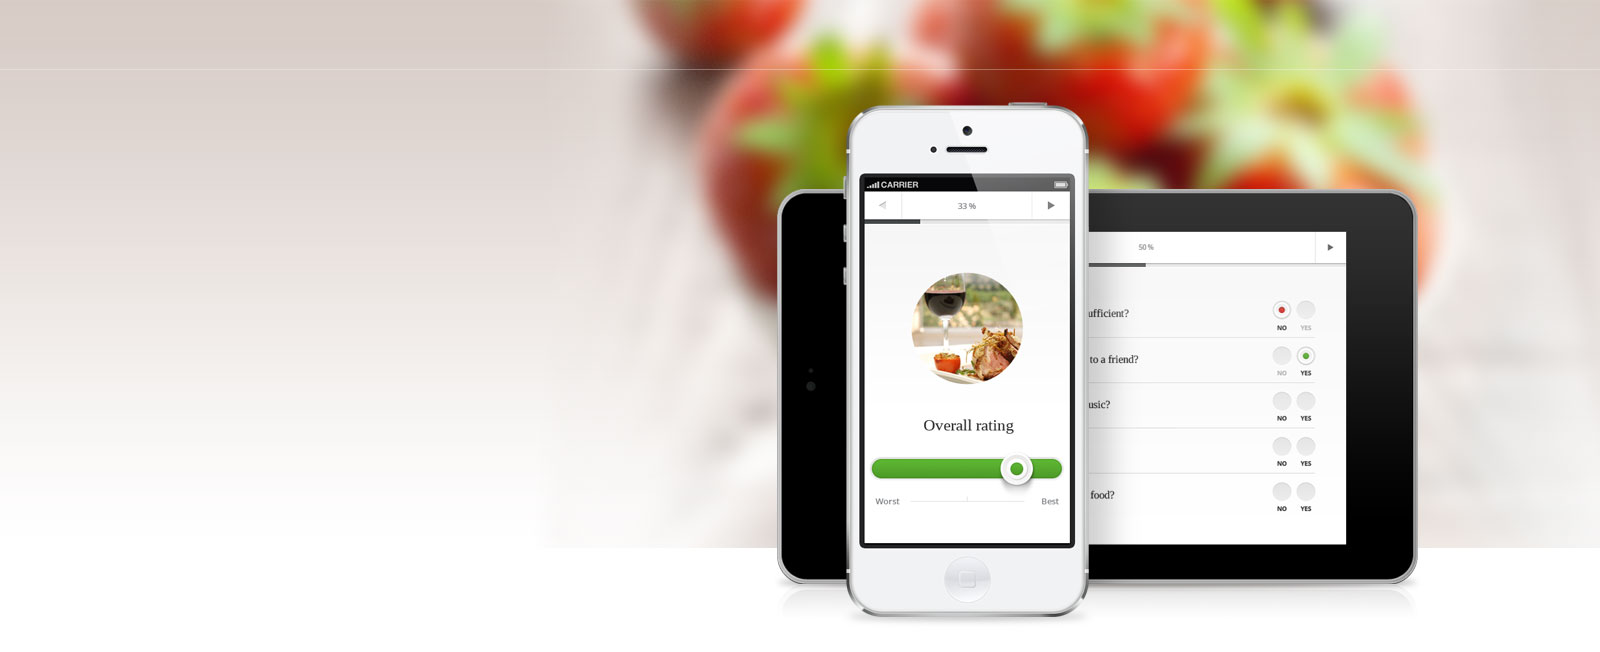 CARRIER
33 %
Overall rating
Worst
Best
50 %
ufficient?
NO YES
to a friend?
NO YES
usic?
NO YES
NO YES
food?
NO YES